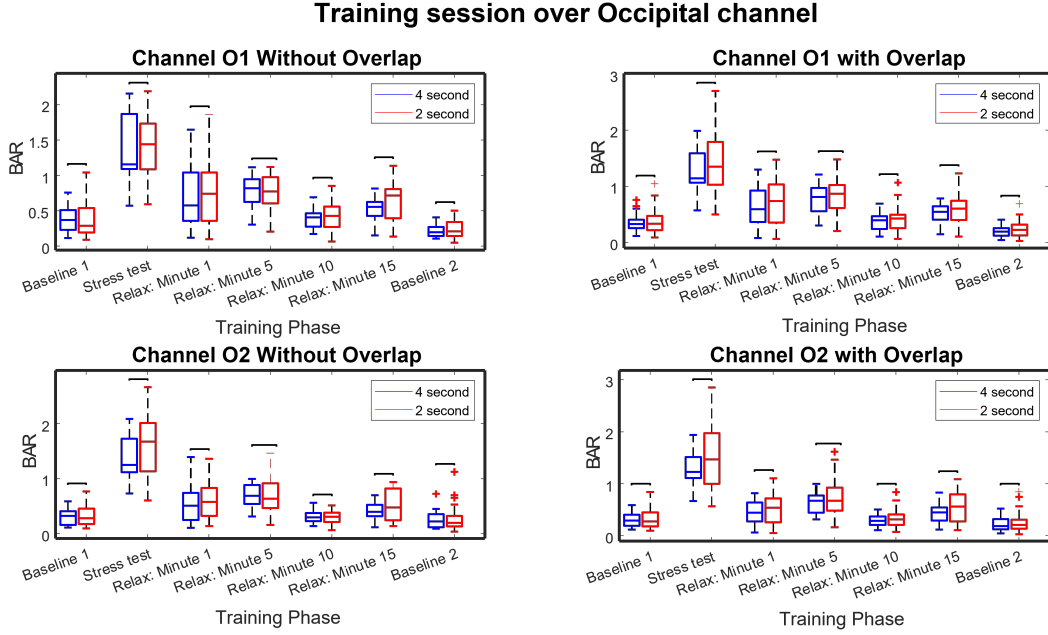 Training session over Occipital channel
Channel O1 Without Overlap
BAR
2
1.5
1
0.5
0
4 second
2 second
Baseline 1
Stress test
Relax: Minute 1
Relax: Minute 5
Relax: Minute 10
Relax: Minute 15
Baseline 2
Training Phase
Channel O1 with Overlap
BAR
3
2
1
0
4 second
2 second
Baseline 1
Stress test
Relax: Minute 1
Relax: Minute 5
Relax: Minute 10
Relax: Minute 15
Baseline 2
Training Phase
Channel O2 Without Overlap
BAR
2
1
0
4 second
2 second
Baseline 1
Stress test
Relax: Minute 1
Relax: Minute 5
Relax: Minute 10
Relax: Minute 15
Baseline 2
Training Phase
Channel O2 with Overlap
BAR
3
2
1
0
4 second
2 second
Baseline 1
Stress test
Relax: Minute 1
Relax: Minute 5
Relax: Minute 10
Relax: Minute 15
Baseline 2
Training Phase